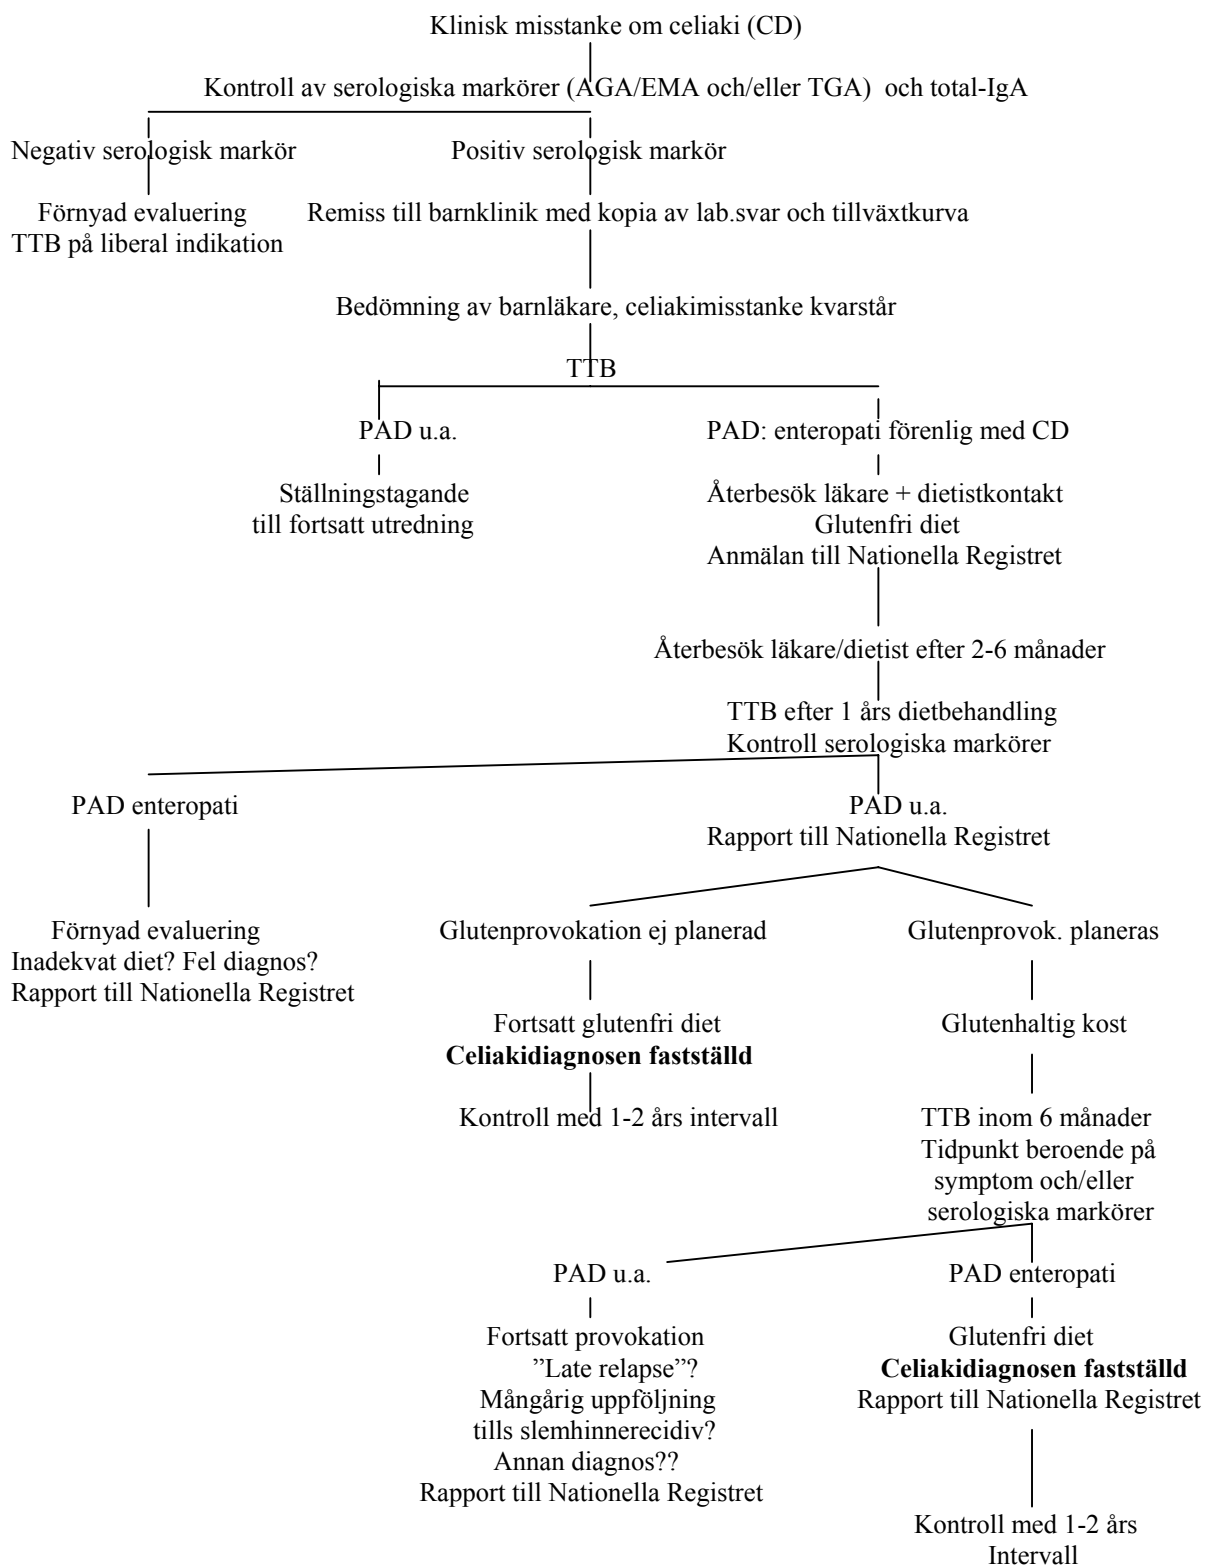 Klinisk misstanke om celiaki (CD)
Kontroll av serologiska markörer (AGA/EMA och/eller TGA) och total-IgA
Negativ serologisk markör
Positiv serologisk markör
Förnyad evaluering
TTB på liberal indikation
Remiss till barnklinik med kopia av lab.svar och tillväxtkurva
Bedömning av barnläkare, celiakimisstanke kvarstår
TTB
PAD u.a.
PAD: enteropati förenlig med CD
Ställningstagande
till fortsatt utredning
Återbesök läkare + dietistkontakt
Glutenfri diet
Anmälan till Nationella Registret
Återbesök läkare/dietist efter 2-6 månader
TTB efter 1 års dietbehandling
Kontroll serologiska markörer
PAD enteropati
PAD u.a.
Rapport till Nationella Registret
Förnyad evaluering
Inadekvat diet? Fel diagnos?
Rapport till Nationella Registret
Glutenprovokation ej planerad
Glutenprovok. planeras
Fortsatt glutenfri diet
Celiakidiagnosen fastställd
Glutenhaltig kost
Kontroll med 1-2 års intervall
TTB inom 6 månader
Tidpunkt beroende på
symptom och/eller
serologiska markörer
PAD u.a.
PAD enteropati
Fortsatt provokation
”Late relapse”?
Mångårig uppföljning
tills slemhinnerecidiv?
Annan diagnos??
Rapport till Nationella Registret
Glutenfri diet
Celiakidiagnosen fastställd
Rapport till Nationella Registret
Kontroll med 1-2 års
Intervall